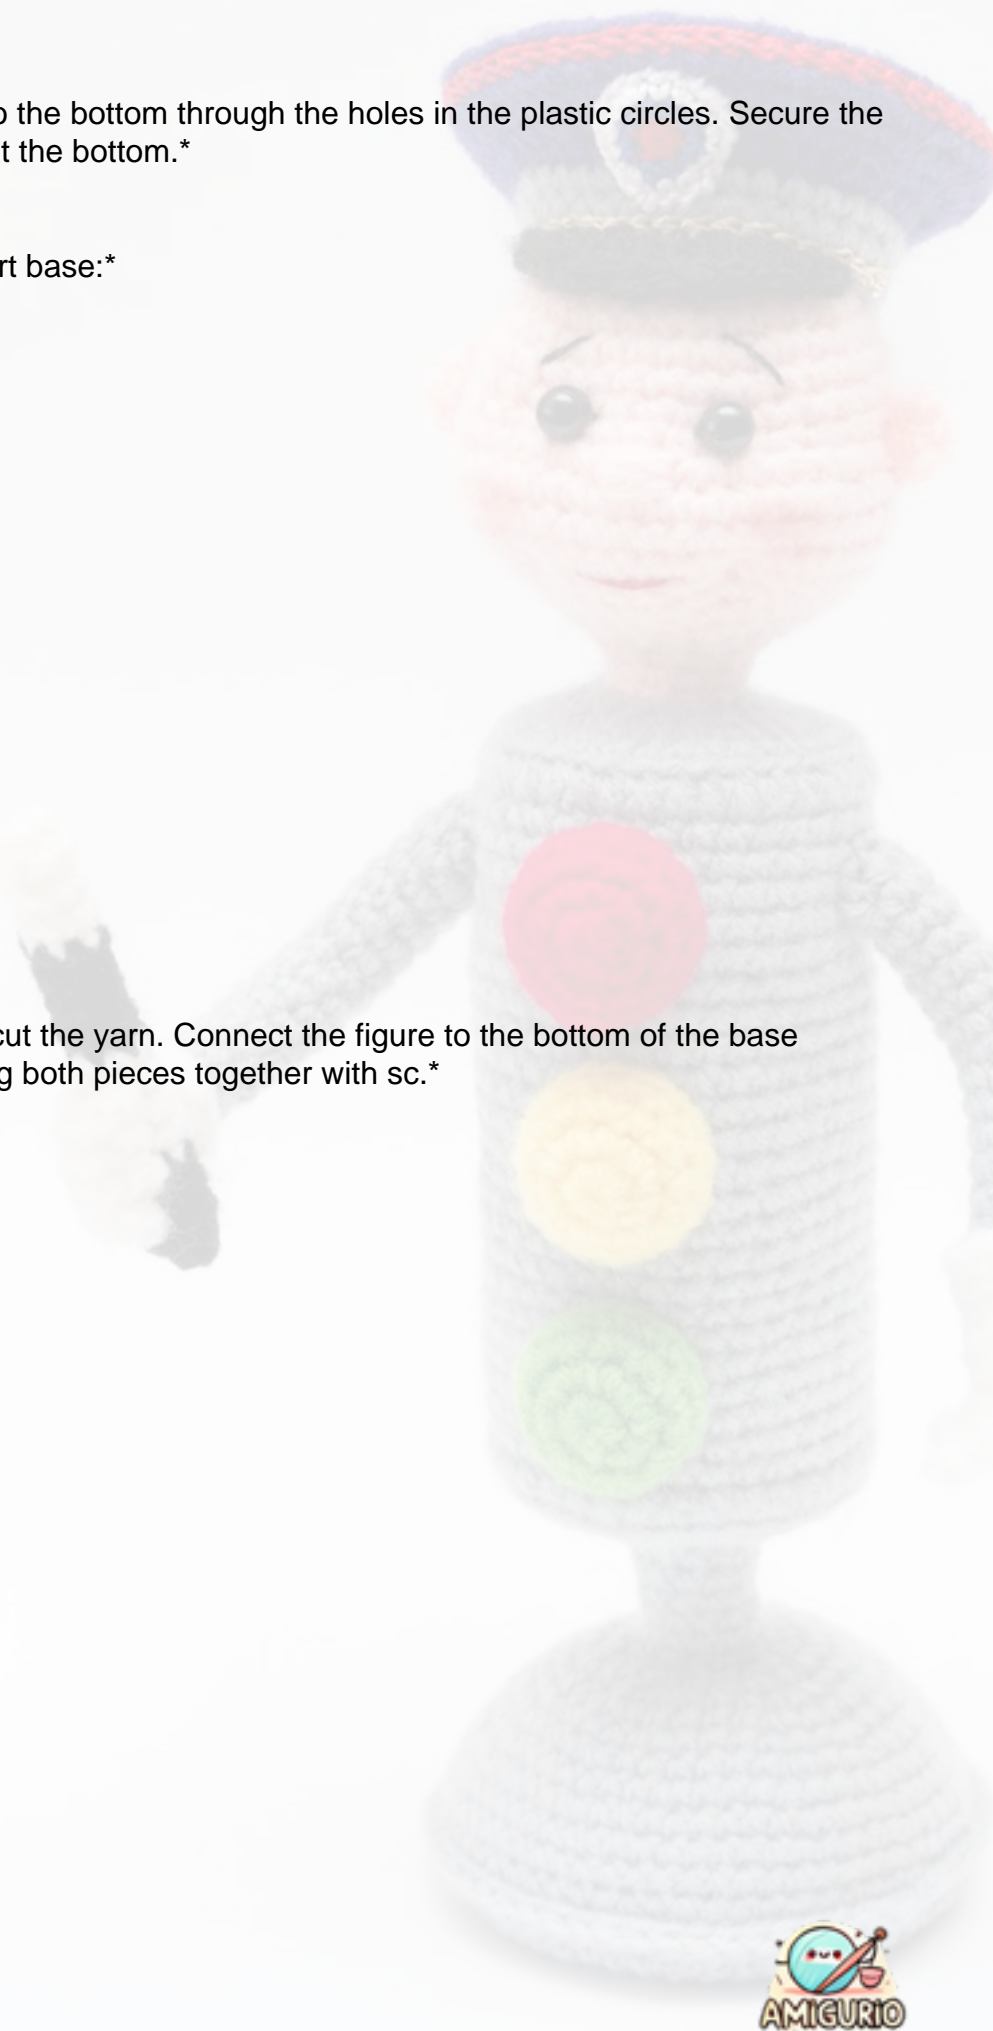 the bottom through the holes in the plastic circles. Secure the
the bottom.*
base:*
cut the yarn. Connect the figure to the bottom of the base
both pieces together with sc.*
AMIGURIO